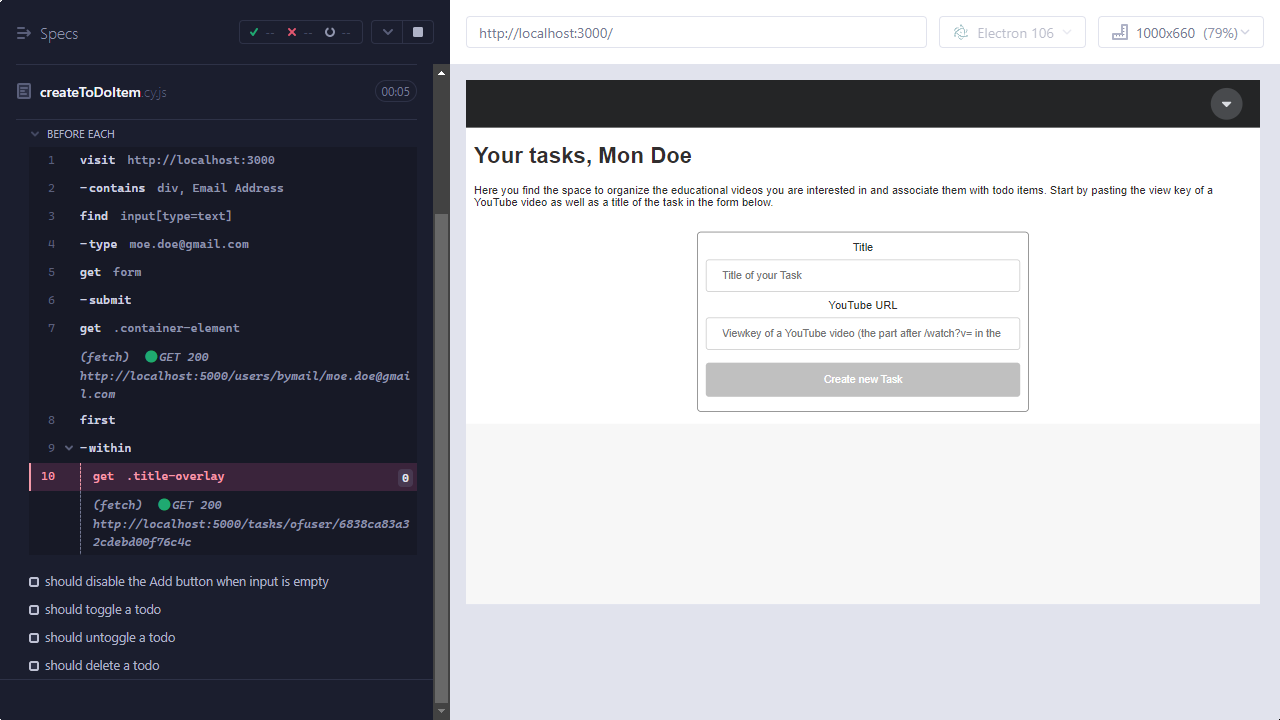 Specs
--
--
--
createToDoItem.cy.js
00:05
BEFORE EACH
1 visit http://localhost:3000
2 -contains div, Email Address
3 find input[type=text]
4 -type moe.doe@gmail.com
5 get form
6 -submit
7 get .container-element
(fetch) GET 200
http://localhost:5000/users/bymail/moe.doe@gmai
l.com
8 first
9 -within
10 get .title-overlay 0
(fetch) GET 200
http://localhost:5000/tasks/ofuser/6838ca83a3
2cdebd00f76c4c
should disable the Add button when input is empty
should toggle a todo
should untoggle a todo
should delete a todo
http://localhost:3000/
Electron 106
1000x660 (79%)
Your tasks, Mon Doe
Here you find the space to organize the educational videos you are interested in and associate them with todo items. Start by pasting the view key of a
YouTube video as well as a title of the task in the form below.
Title
Title of your Task
YouTube URL
Viewkey of a YouTube video (the part after /watch?v= in the
Create new Task